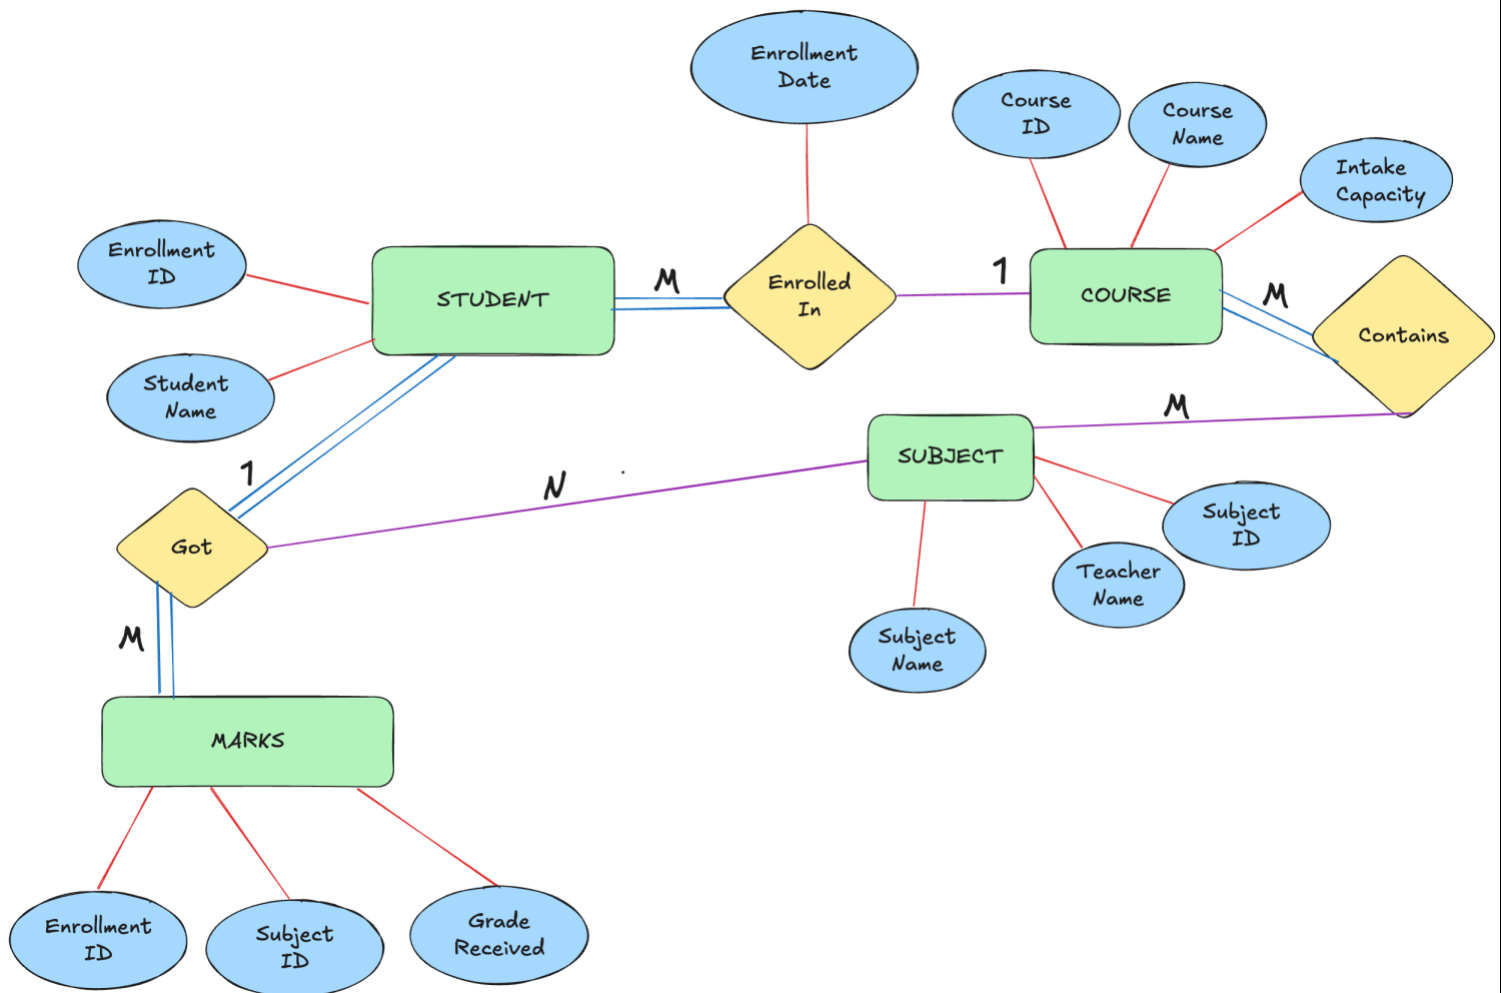 Enrollment
Date
Course
ID
Course
Name
Intake
Capacity
Enrollment
ID
STUDENT
M
Enrolled
In
1
COURSE
M
Contains
Student
Name
M
SUBJECT
1
N
Got
Subject
ID
Teacher
Name
Subject
Name
M
MARKS
Enrollment
ID
Subject
ID
Grade
Received